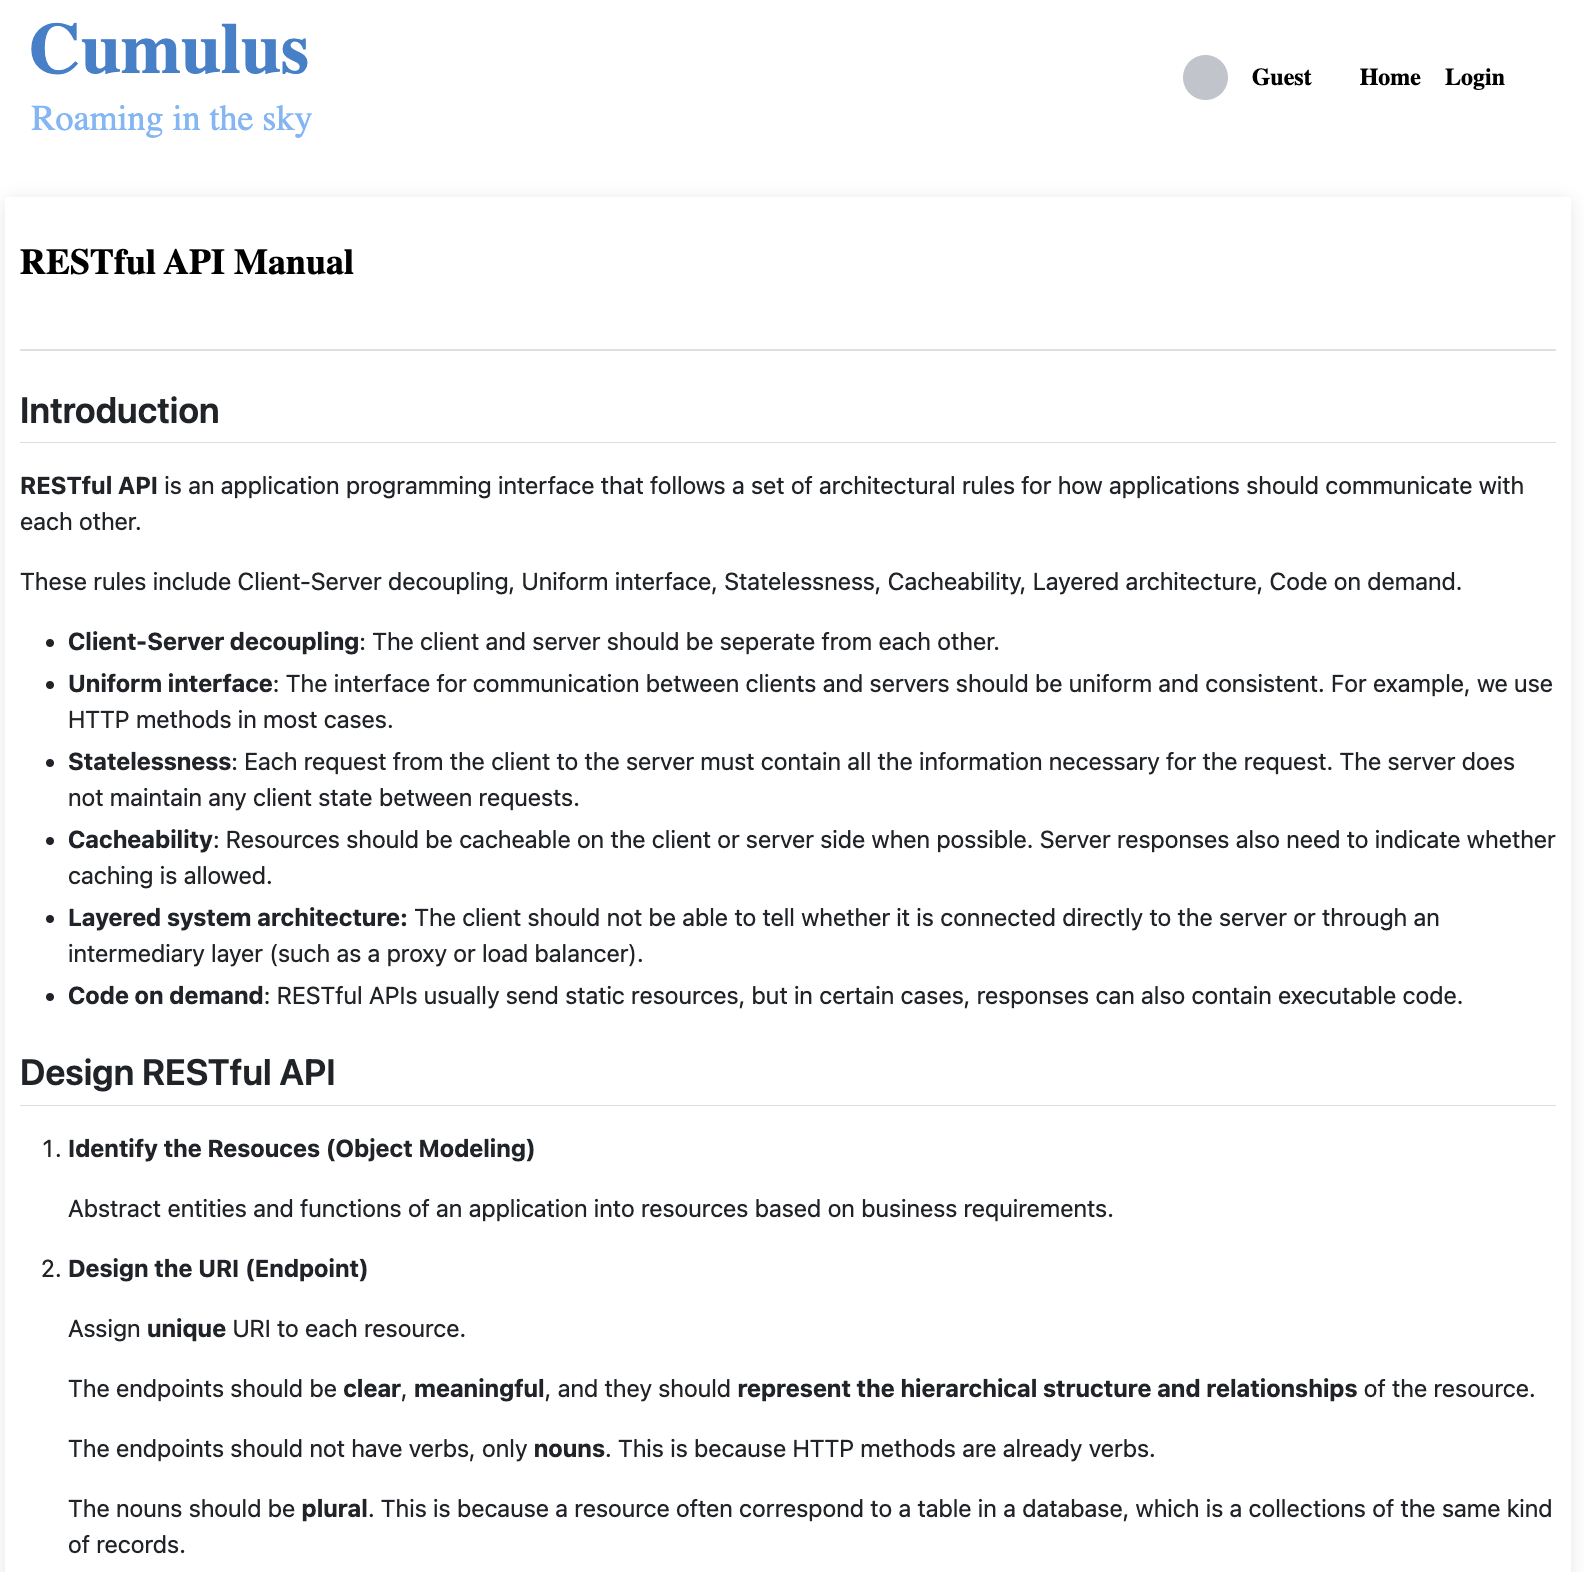 Cumulus
Roaming in the sky
Guest
Home
Login
RESTful API Manual
Introduction
RESTful API is an application programming interface that follows a set of architectural rules for how applications should communicate with
each other.
These rules include Client-Server decoupling, Uniform interface, Statelessness, Cacheability, Layered architecture, Code on demand.
• Client-Server decoupling: The client and server should be seperate from each other.
• Uniform interface: The interface for communication between clients and servers should be uniform and consistent. For example, we use
HTTP methods in most cases.
• Statelessness: Each request from the client to the server must contain all the information necessary for the request. The server does
not maintain any client state between requests.
• Cacheability: Resources should be cacheable on the client or server side when possible. Server responses also need to indicate whether
caching is allowed.
• Layered system architecture: The client should not be able to tell whether it is connected directly to the server or through an
intermediary layer (such as a proxy or load balancer).
• Code on demand: RESTful APIs usually send static resources, but in certain cases, responses can also contain executable code.
Design RESTful API
1. Identify the Resouces (Object Modeling)
Abstract entities and functions of an application into resources based on business requirements.
2. Design the URI (Endpoint)
Assign unique URI to each resource.
The endpoints should be clear, meaningful, and they should represent the hierarchical structure and relationships of the resource.
The endpoints should not have verbs, only nouns. This is because HTTP methods are already verbs.
The nouns should be plural. This is because a resource often correspond to a table in a database, which is a collections of the same kind
of records.